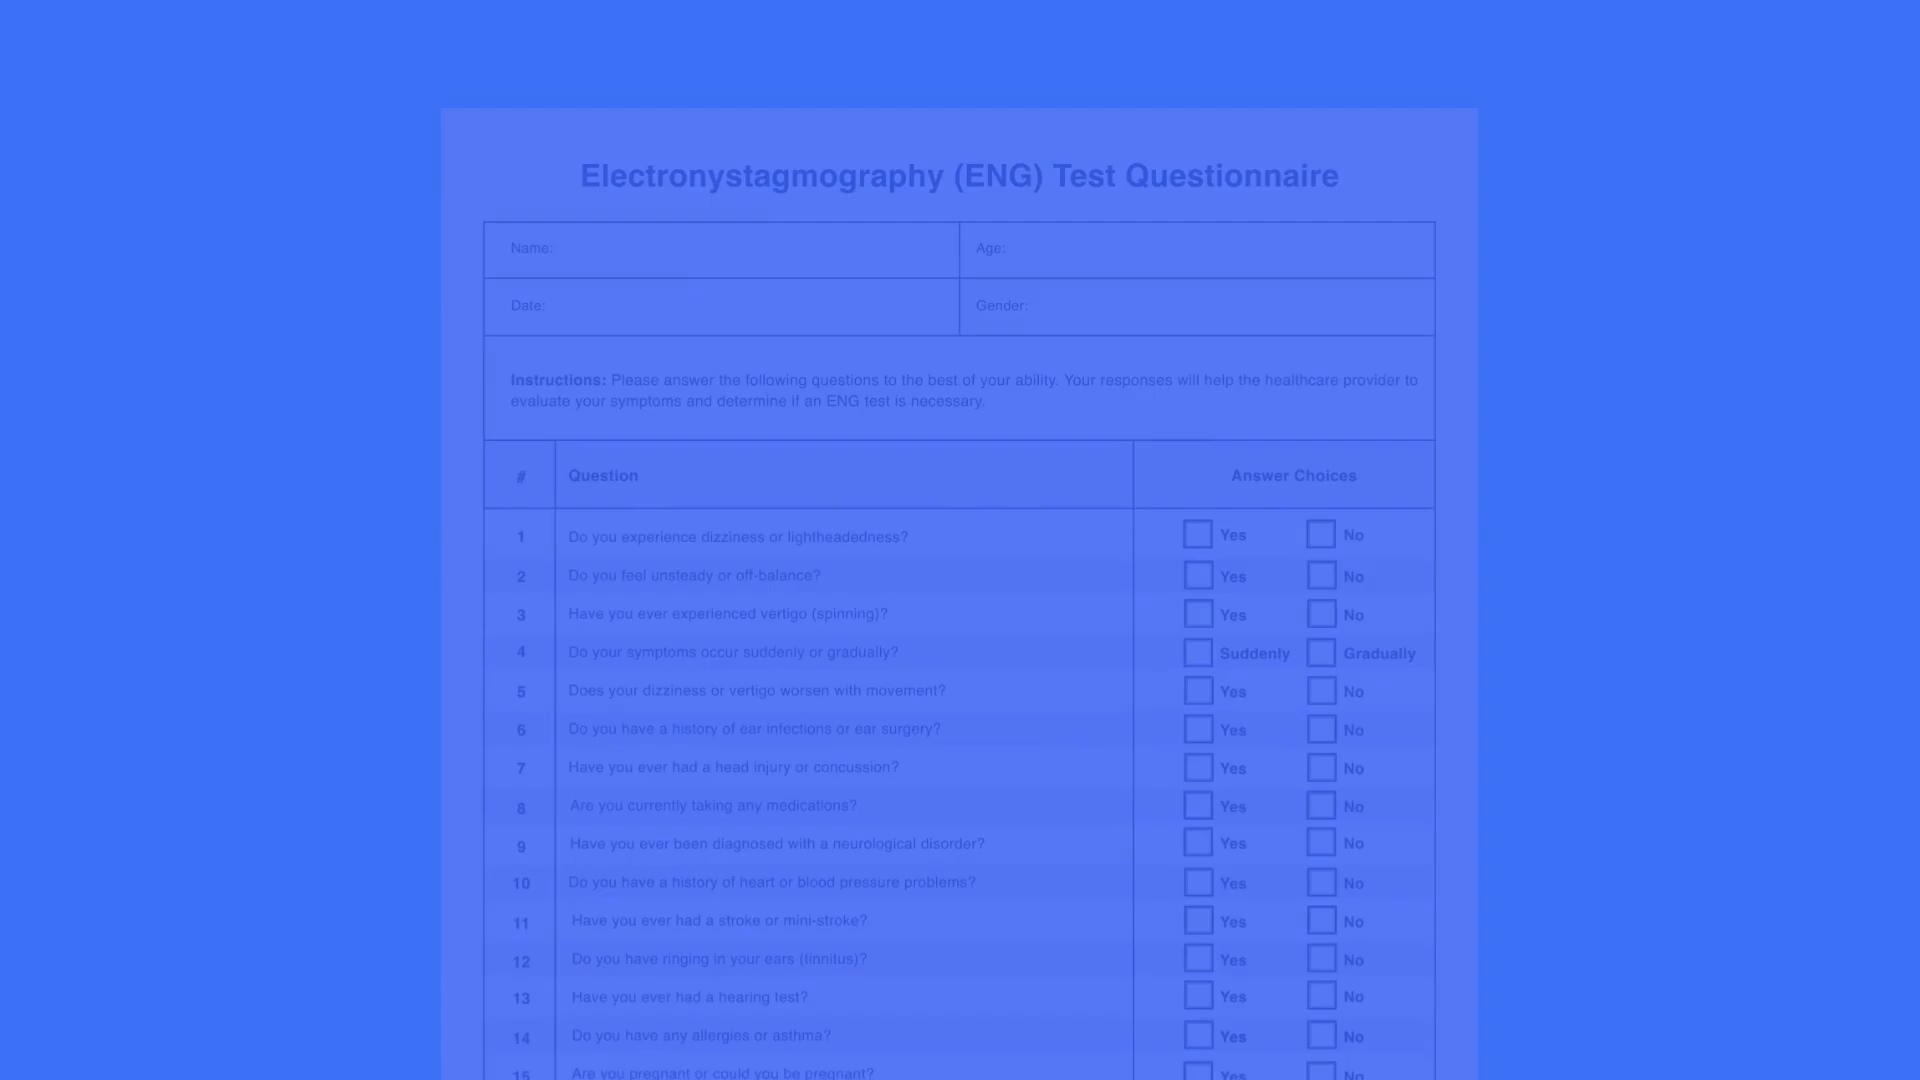 Electronystagmography (ENG) Test Questionnaire
Name:
Age:
Date:
Gender:
Instructions: Please answer the following questions to the best of your ability. Your responses will help the healthcare provider to
evaluate your symptoms and determine if an ENG test is necessary.
# Question Answer Choices
1 Do you experience dizziness or lightheadedness? Yes No
2 Do you feel unsteady or off-balance? Yes No
3 Have you ever experienced vertigo (spinning)? Yes No
4 Do your symptoms occur suddenly or gradually? Suddenly Gradually
5 Does your dizziness or vertigo worsen with movement? Yes No
6 Do you have a history of ear infections or ear surgery? Yes No
7 Have you ever had a head injury or concussion? Yes No
8 Are you currently taking any medications? Yes No
9 Have you ever been diagnosed with a neurological disorder? Yes No
10 Do you have a history of heart or blood pressure problems? Yes No
11 Have you ever had a stroke or mini-stroke? Yes No
12 Do you have ringing in your ears (tinnitus)? Yes No
13 Have you ever had a hearing test? Yes No
14 Do you have any allergies or asthma? Yes No
15 Are you pregnant or could you be pregnant? Yes No